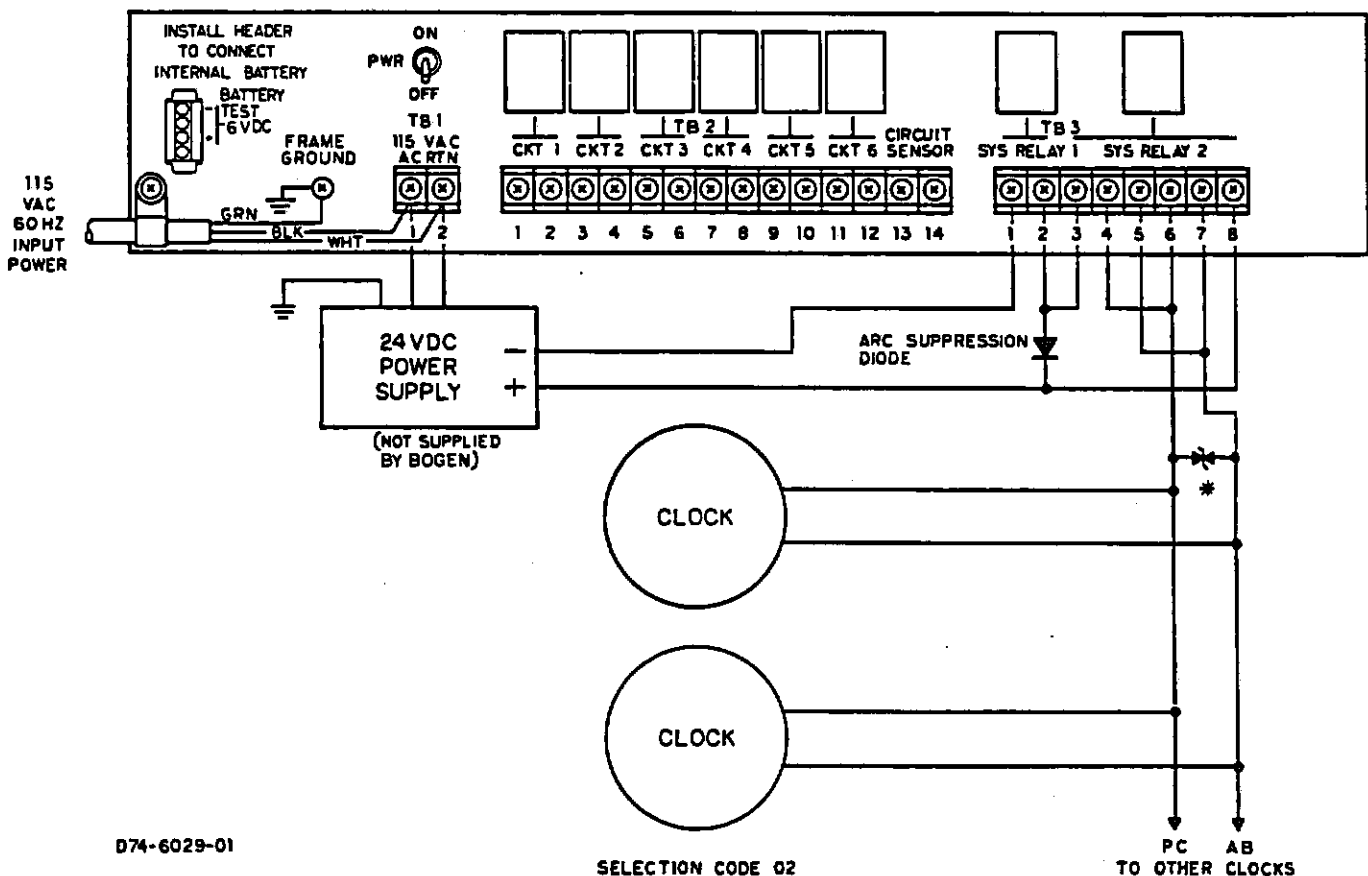 INSTALL HEADER
TO CONNECT
INTERNAL BATTERY
BATTERY
TEST
6VDC
- +
ON
PWR
OFF
TB 1
115 VAC
AC RTN
FRAME
GROUND
115
VAC
60 HZ
INPUT
POWER
GRN
BLK
WHT
1 2
TB 2
CKT 1 CKT 2 CKT 3 CKT 4 CKT 5 CKT 6
CIRCUIT
SENSOR
1 2 3 4 5 6 7 8 9 10 11 12 13 14
TB 3
SYS RELAY 1 SYS RELAY 2
1 2 3 4 5 6 7 8
24 VDC
POWER
SUPPLY
-
+
(NOT SUPPLIED
BY BOGEN)
ARC SUPPRESSION
DIODE
*
CLOCK
CLOCK
PC AB
TO OTHER CLOCKS
D74-6029-01
SELECTION CODE 02